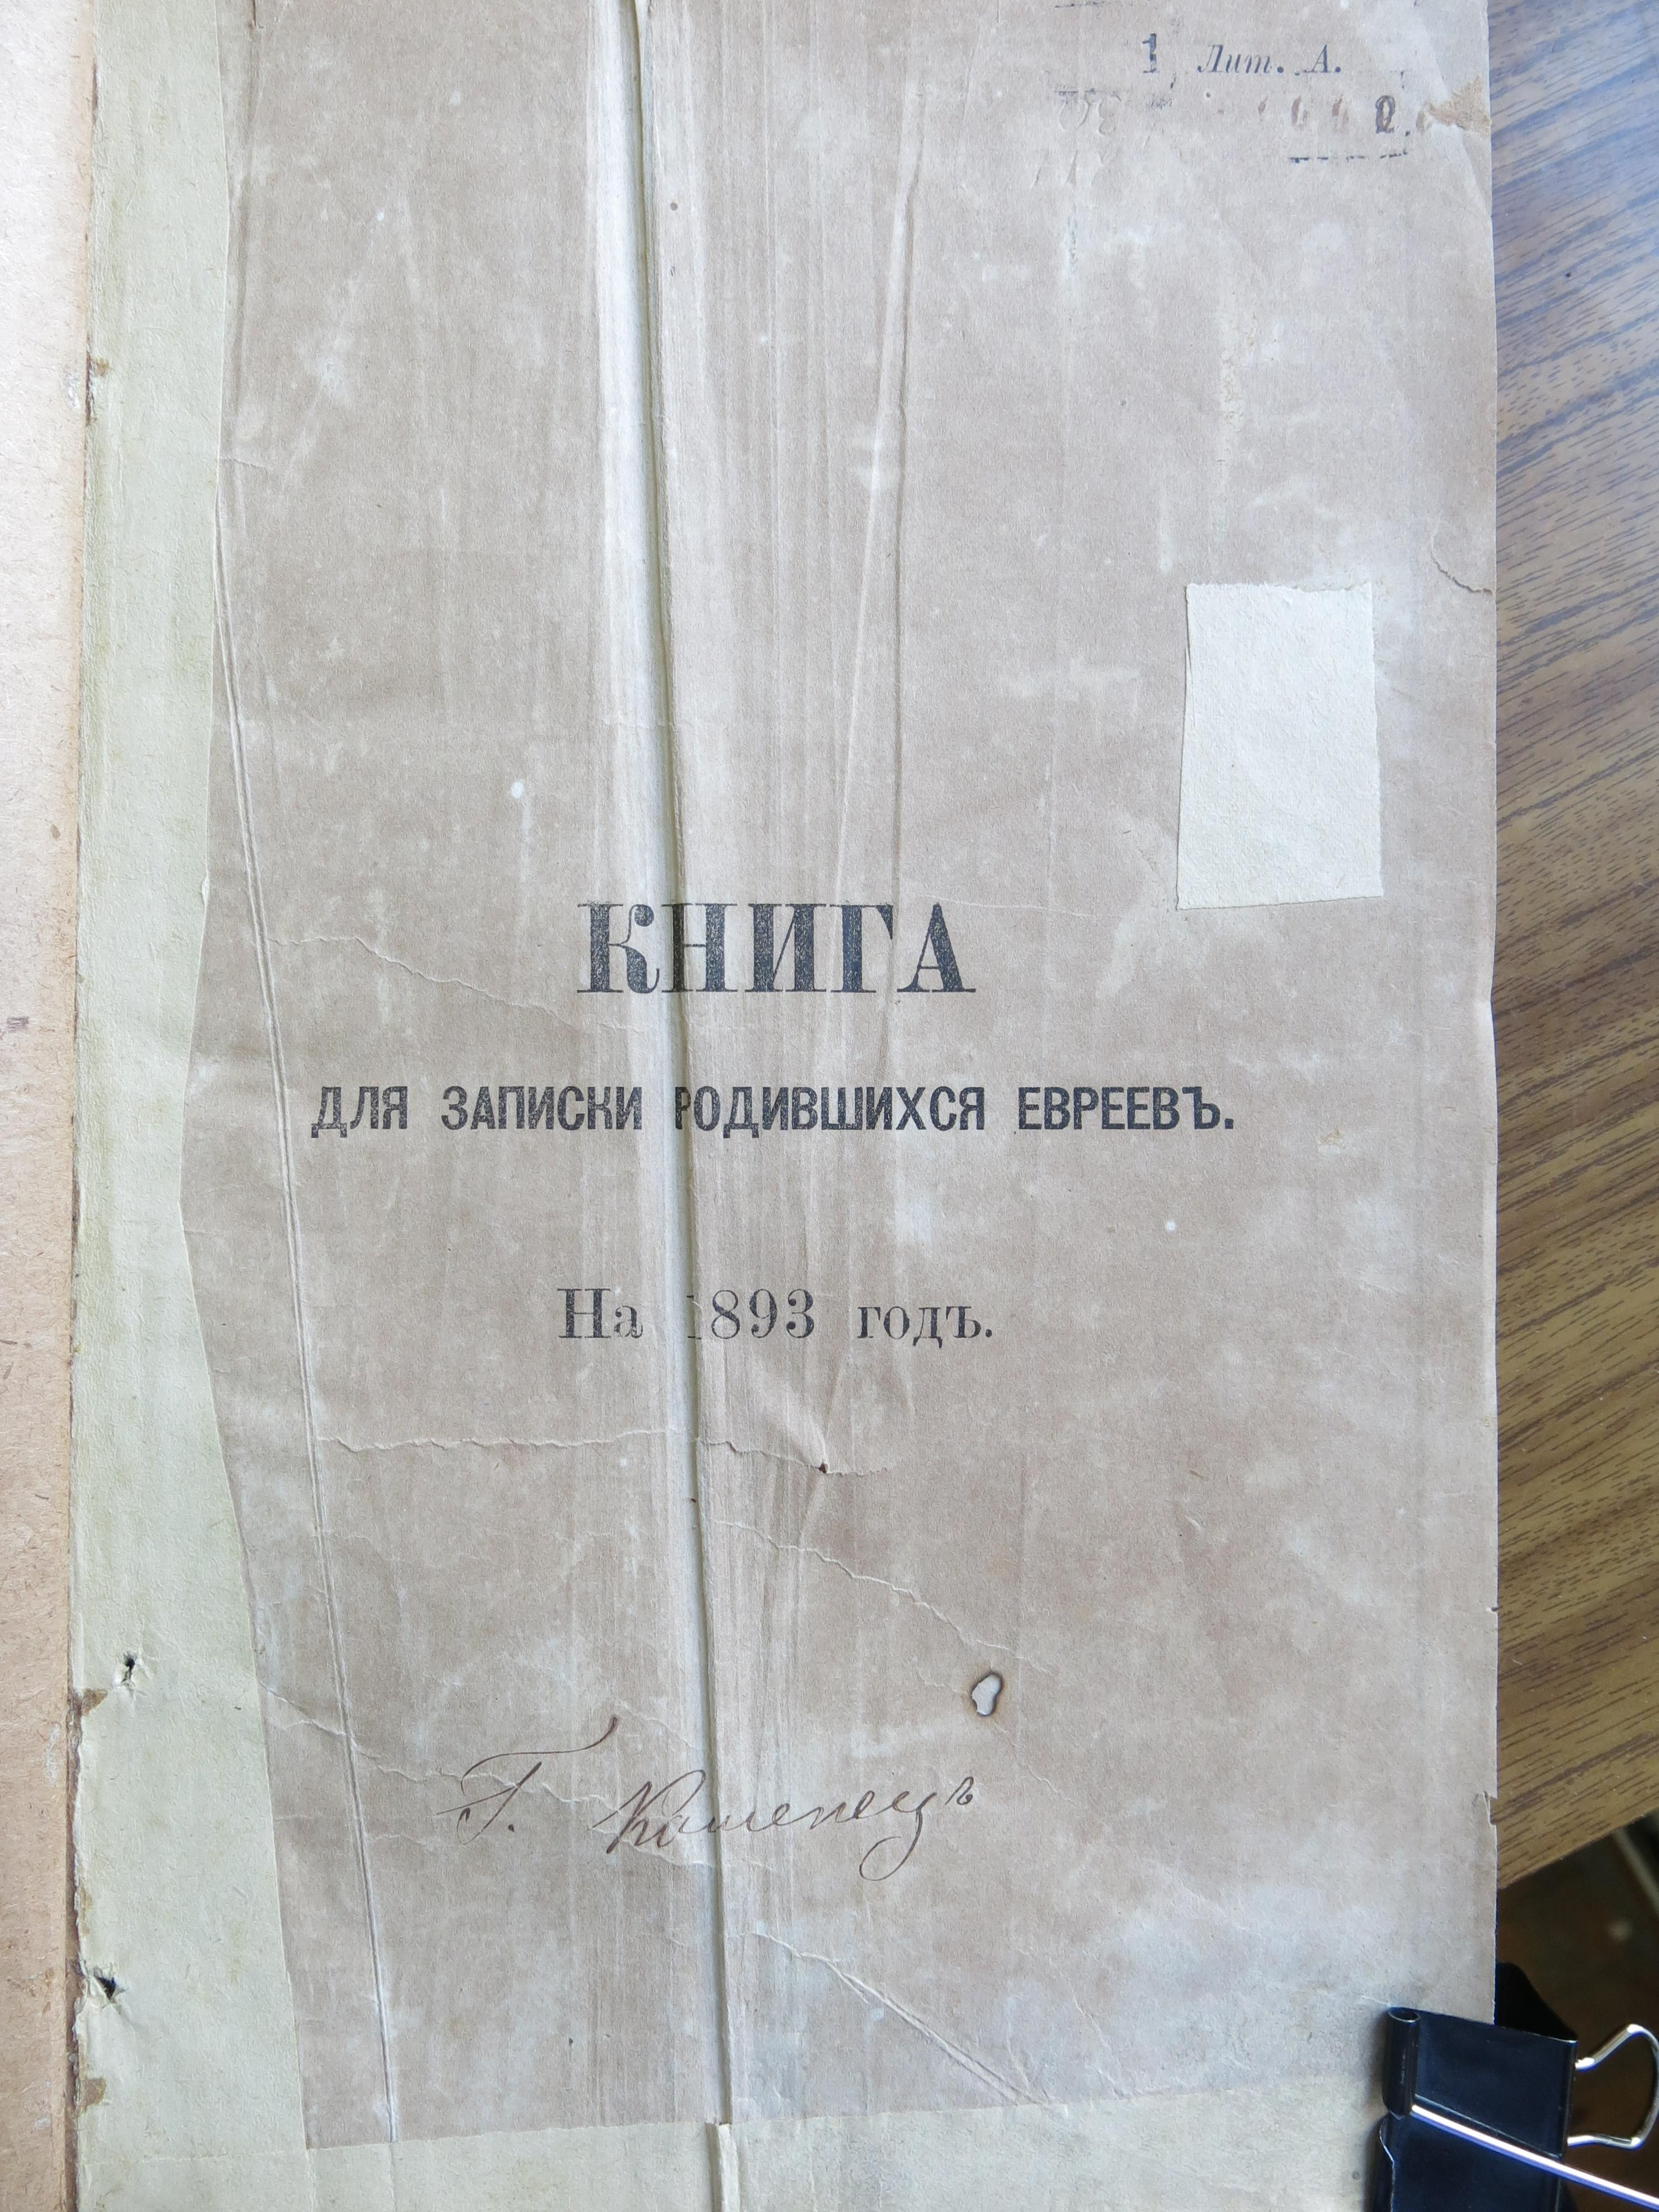 1 Лит. А.
КНИГА
ДЛЯ ЗАПИСКИ РОДИВШИХСЯ ЕВРЕЕВЪ.
На 1893 годъ.
Г. Каменецъ